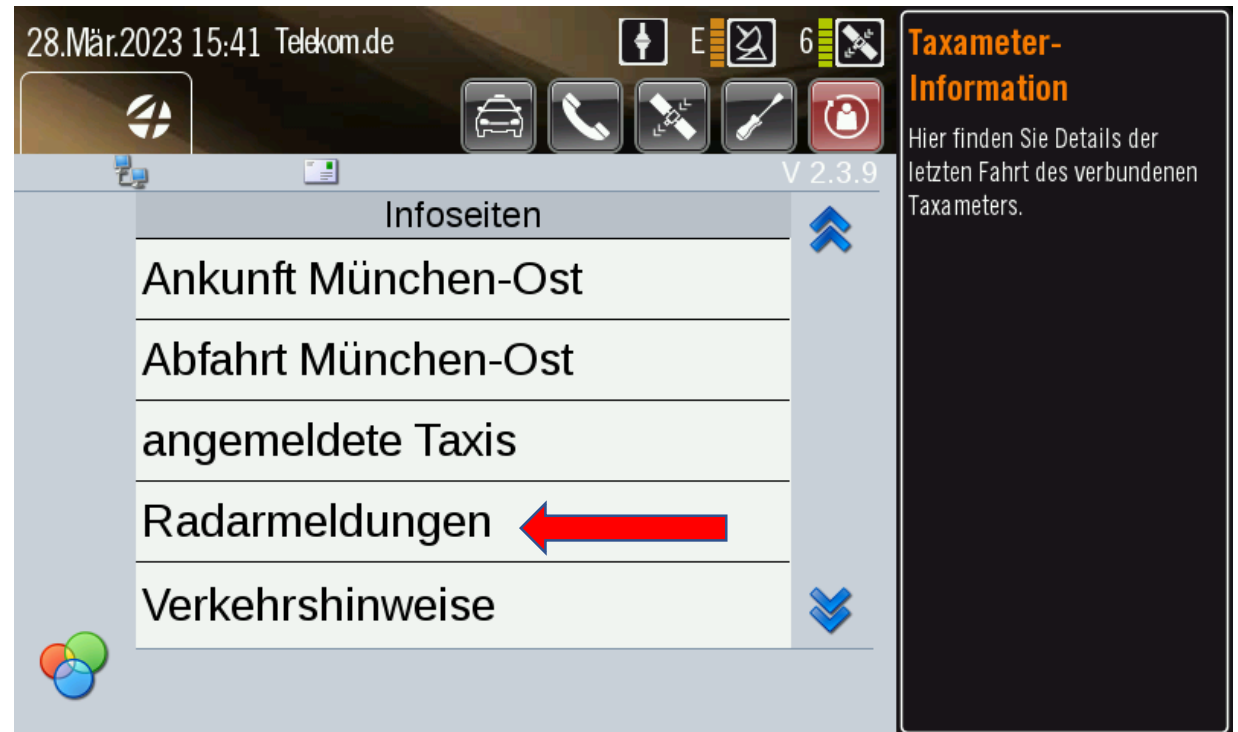 28.Mär.2023 15:41 Telekom.de E 6
V 2.3.9
Infoseiten
Ankunft München-Ost
Abfahrt München-Ost
angemeldete Taxis
Radarmeldungen
Verkehrshinweise
Taxameter-
Information
Hier finden Sie Details der
letzten Fahrt des verbundenen
Taxameters.